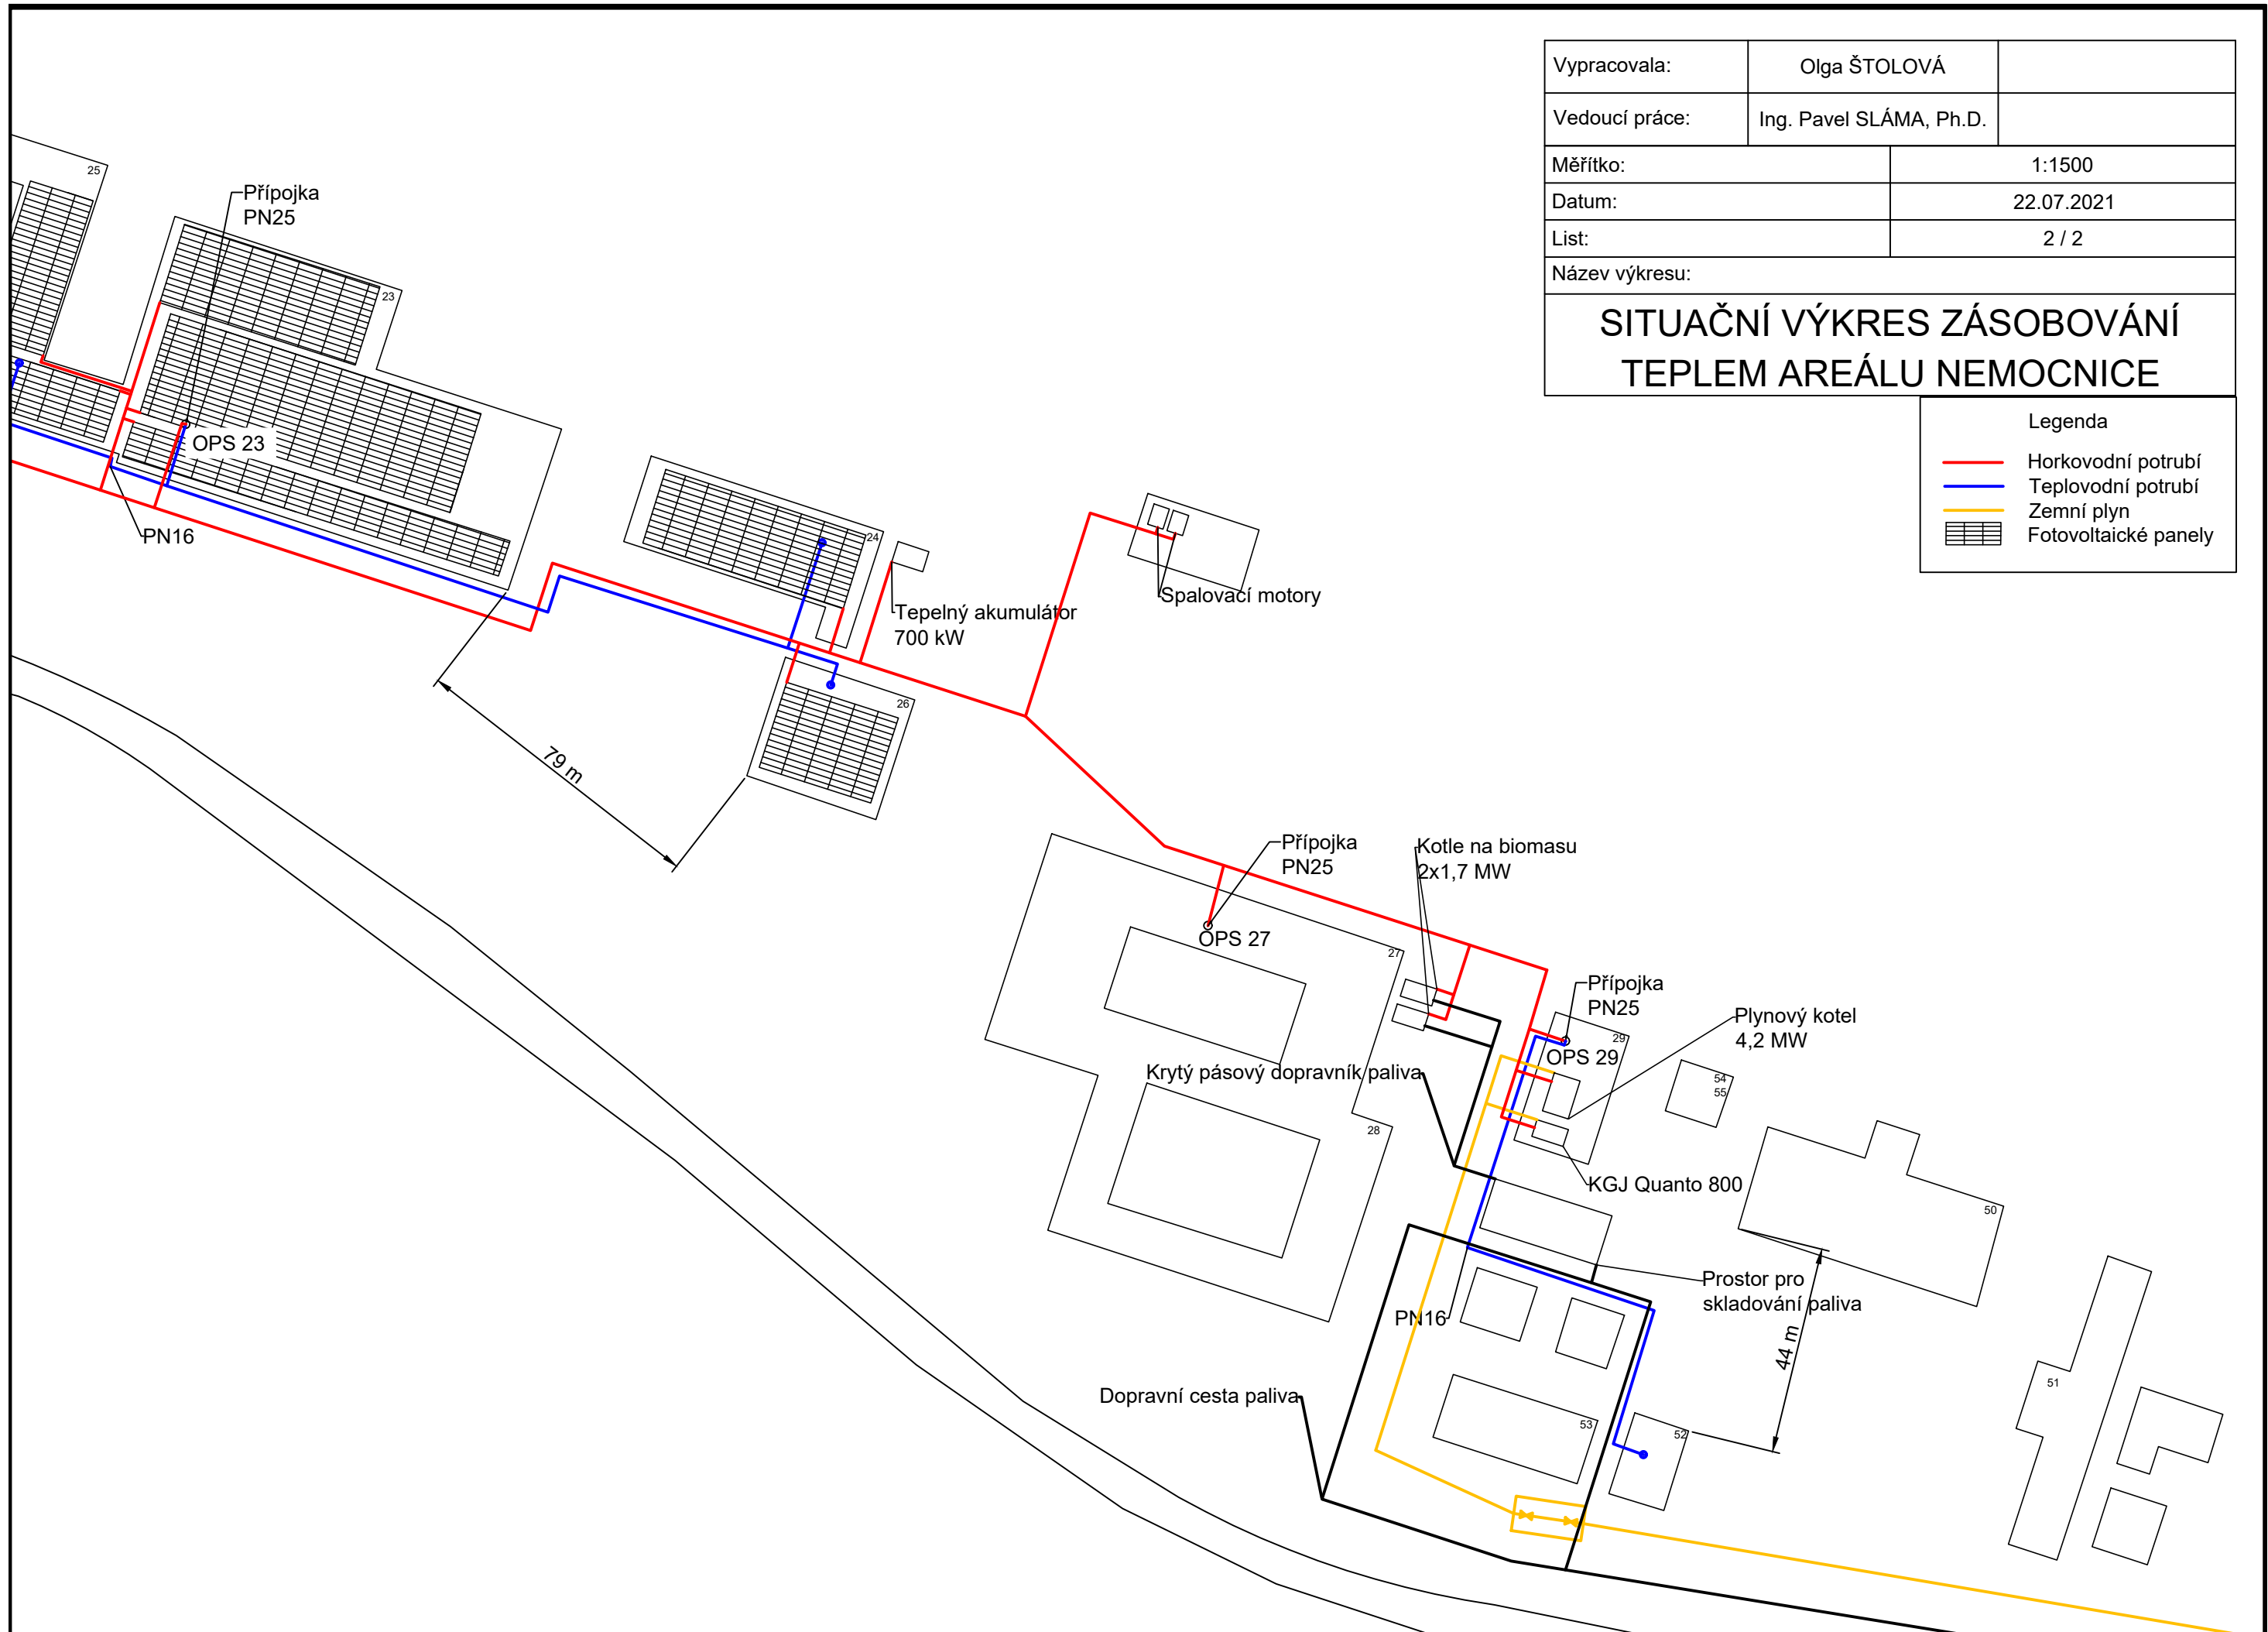 Vypracovala: Olga ŠTOLOVÁ
Vedoucí práce: Ing. Pavel SLÁMA, Ph.D.
Měřítko: 1:1500
Datum: 22.07.2021
List: 2 / 2
Název výkresu:
SITUAČNÍ VÝKRES ZÁSOBOVÁNÍ
TEPLEM AREÁLU NEMOCNICE
Legenda
Horkovodní potrubí
Teplovodní potrubí
Zemní plyn
Fotovoltaické panely
25
Přípojka
PN25
23
OPS 23
PN16
24
Tepelný akumulátor
700 kW
Spalovací motory
26
79 m
Přípojka
PN25
OPS 27
Kotle na biomasu
2x1,7 MW
27
Přípojka
PN25
29
OPS 29
Plynový kotel
4,2 MW
Krytý pásový dopravník paliva
54
55
28
KGJ Quanto 800
50
Prostor pro
skladování paliva
PN16
44 m
51
Dopravní cesta paliva
53
52